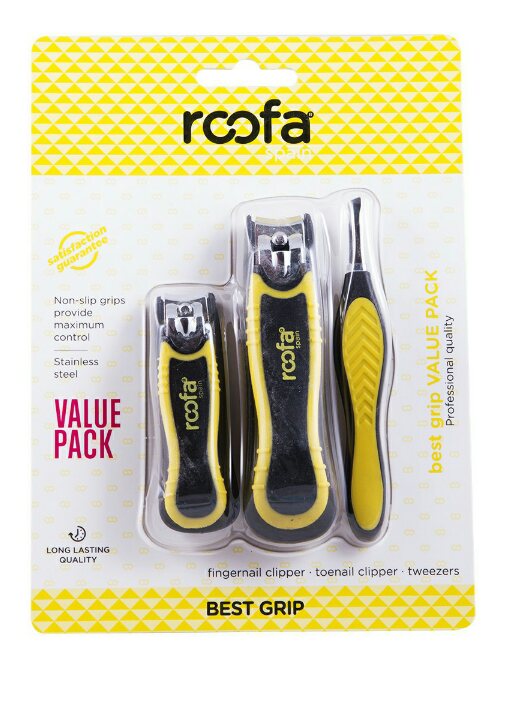 roofa®
spain
satisfaction
guarantee
Non-slip grips
provide
maximum
control
Stainless
steel
VALUE
PACK
LONG LASTING
QUALITY
roofa®
spain
roofa®
spain
best grip VALUE PACK
Professional quality
fingernail clipper · toenail clipper · tweezers
BEST GRIP